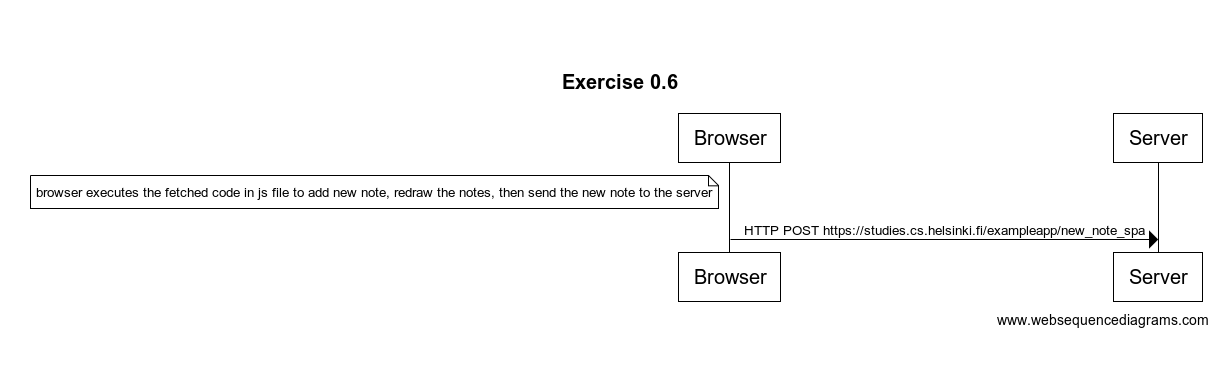 Exercise 0.6
Browser
Server
browser executes the fetched code in js file to add new note, redraw the notes, then send the new note to the server
HTTP POST https://studies.cs.helsinki.fi/exampleapp/new_note_spa
Browser
Server
www.websequencediagrams.com